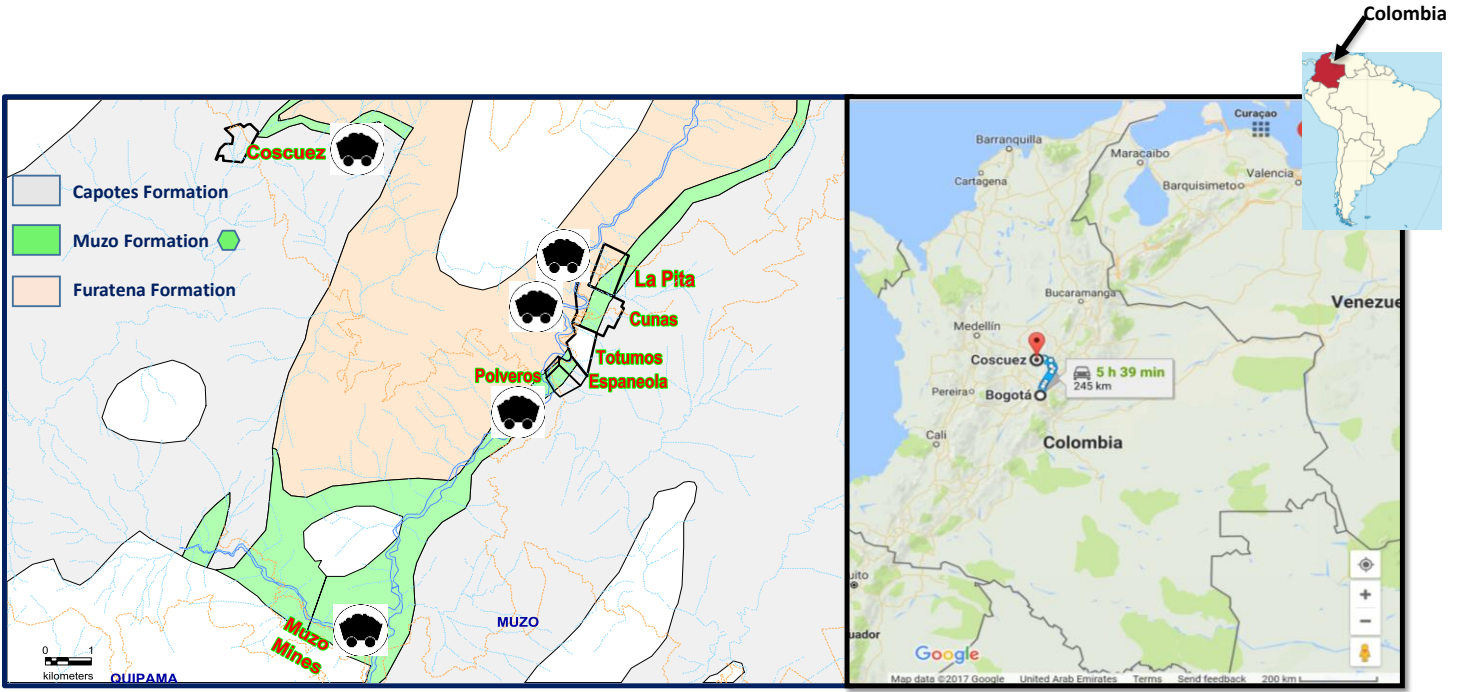 Colombia
Coscuez
Capotes Formation
Muzo Formation
Furatena Formation
La Pita
Cunas
Totumos
Polveros
Espaneola
Muzo
Mines
MUZO
QUIPAMA
0 1
kilometers
Curaçao
Barranquilla
Maracaibo
Cartagena
Valencia
Barquisimeto
Bucaramanga
Venezue
Medellín
Coscuez
5 h 39 min
245 km
Pereira
Bogotá
Cali
Colombia
uito
uador
Google
Map data ©2017 Google United Arab Emirates Terms Send feedback 200 km